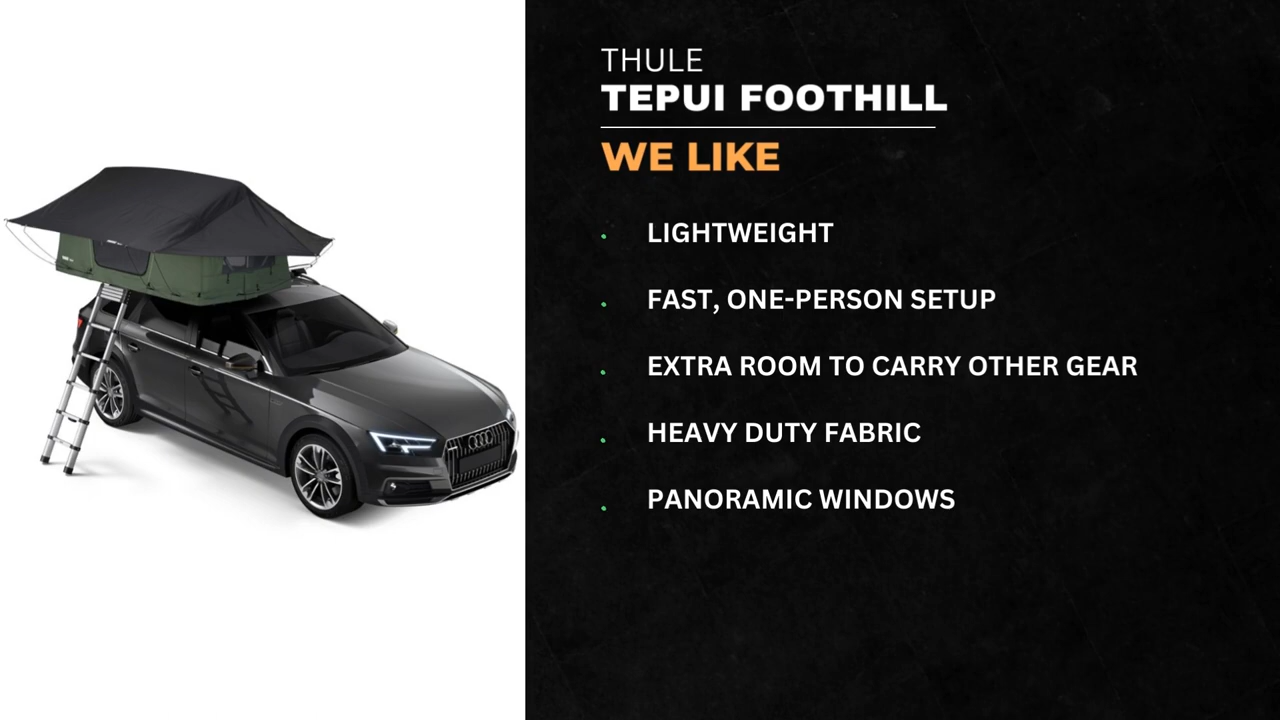 THULE
TEPUI FOOTHILL
WE LIKE
LIGHTWEIGHT
FAST, ONE-PERSON SETUP
EXTRA ROOM TO CARRY OTHER GEAR
HEAVY DUTY FABRIC
PANORAMIC WINDOWS